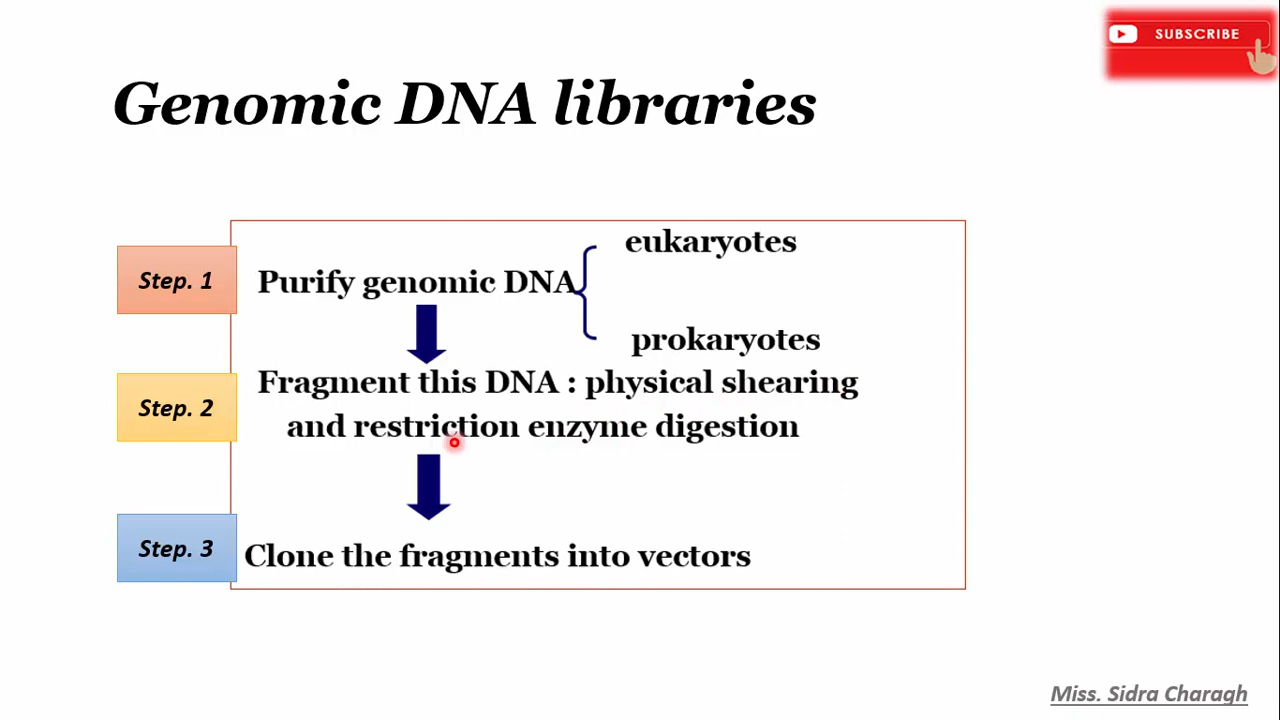 SUBSCRIBE
Genomic DNA libraries
eukaryotes
Step. 1
Purify genomic DNA
prokaryotes
Step. 2
Fragment this DNA : physical shearing
and restriction enzyme digestion
Step. 3
Clone the fragments into vectors
Miss. Sidra Charagh